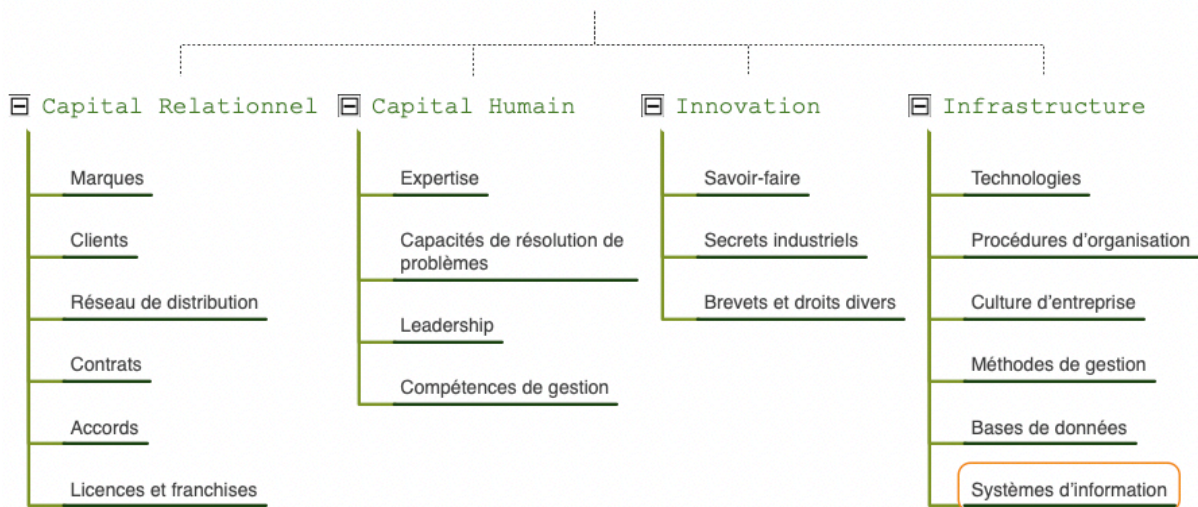 Capital Relationnel
Marques
Clients
Réseau de distribution
Contrats
Accords
Licences et franchises
Capital Humain
Expertise
Capacités de résolution de
problèmes
Leadership
Compétences de gestion
Innovation
Savoir-faire
Secrets industriels
Brevets et droits divers
Infrastructure
Technologies
Procédures d'organisation
Culture d'entreprise
Méthodes de gestion
Bases de données
Systèmes d'information